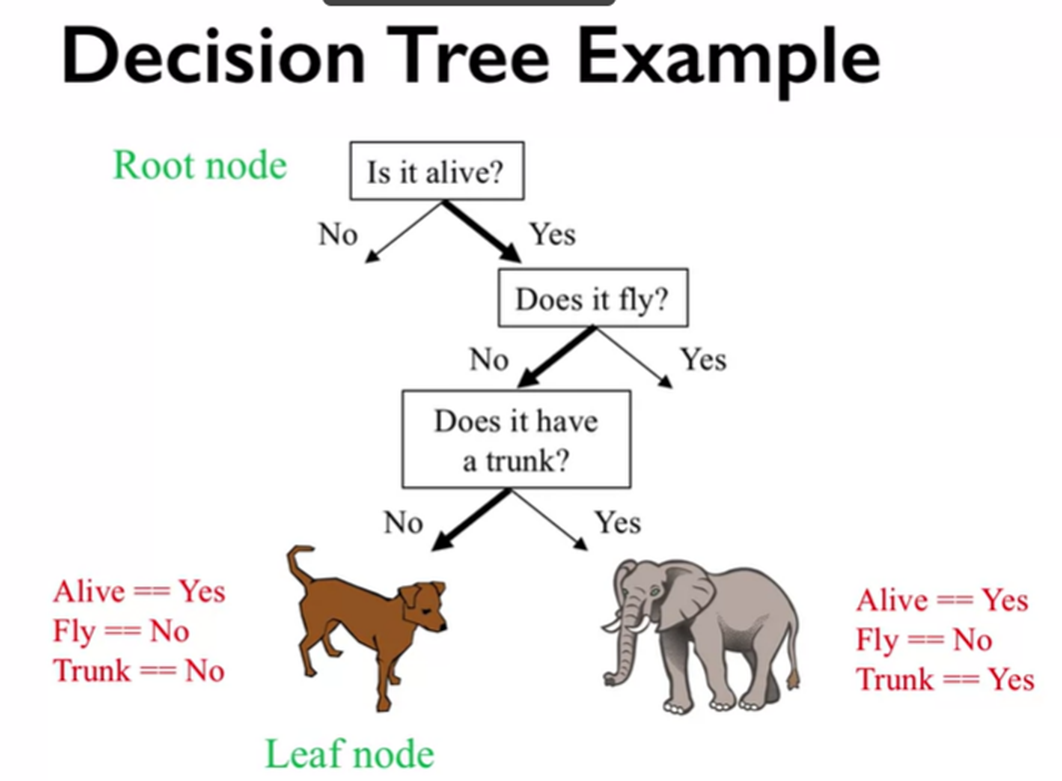 Decision Tree Example
Root node
Is it alive?
No
Yes
Does it fly?
No
Yes
Does it have
a trunk?
No
Yes
Alive == Yes
Fly == No
Trunk == No
Alive == Yes
Fly == No
Trunk == Yes
Leaf node